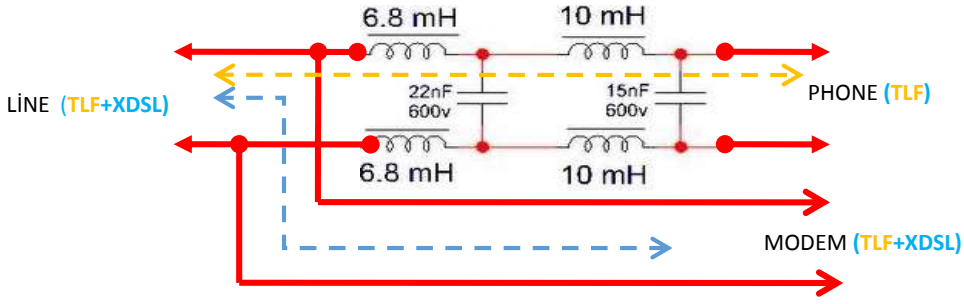 6.8 mH
10 mH
LİNE (TLF+XDSL)
22nF
600v
15nF
600v
PHONE (TLF)
6.8 mH
10 mH
MODEM (TLF+XDSL)